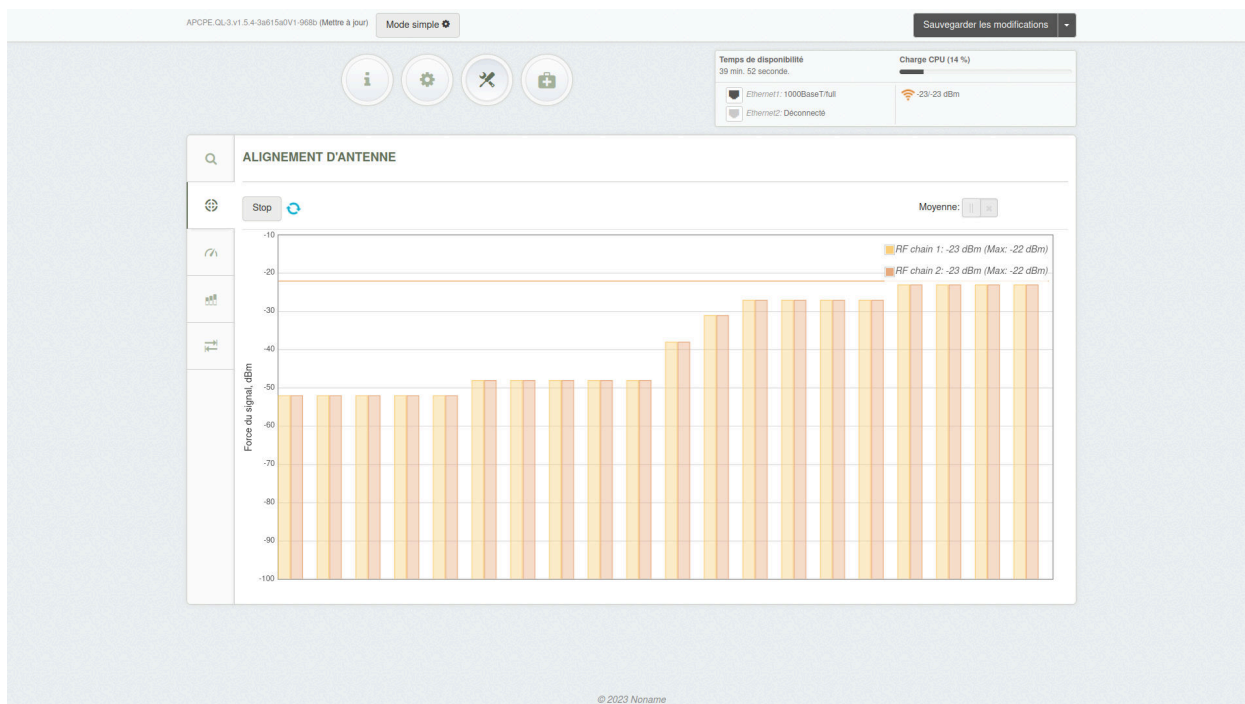 APCPE.QL-3.v1.5.4-3a615a0V1-968b (Mettre à jour)
Mode simple
Sauvegarder les modifications
Temps de disponibilité
39 min. 52 seconde.
Charge CPU (14 %)
Ethernet1: 1000BaseT/full
Ethernet2: Déconnecté
-23/-23 dBm
ALIGNEMENT D'ANTENNE
Stop
Moyenne:
RF chain 1: -23 dBm (Max: -22 dBm)
RF chain 2: -23 dBm (Max: -22 dBm)
Force du signal, dBm
-10
-20
-30
-40
-50
-60
-70
-80
-90
-100
© 2023 Noname